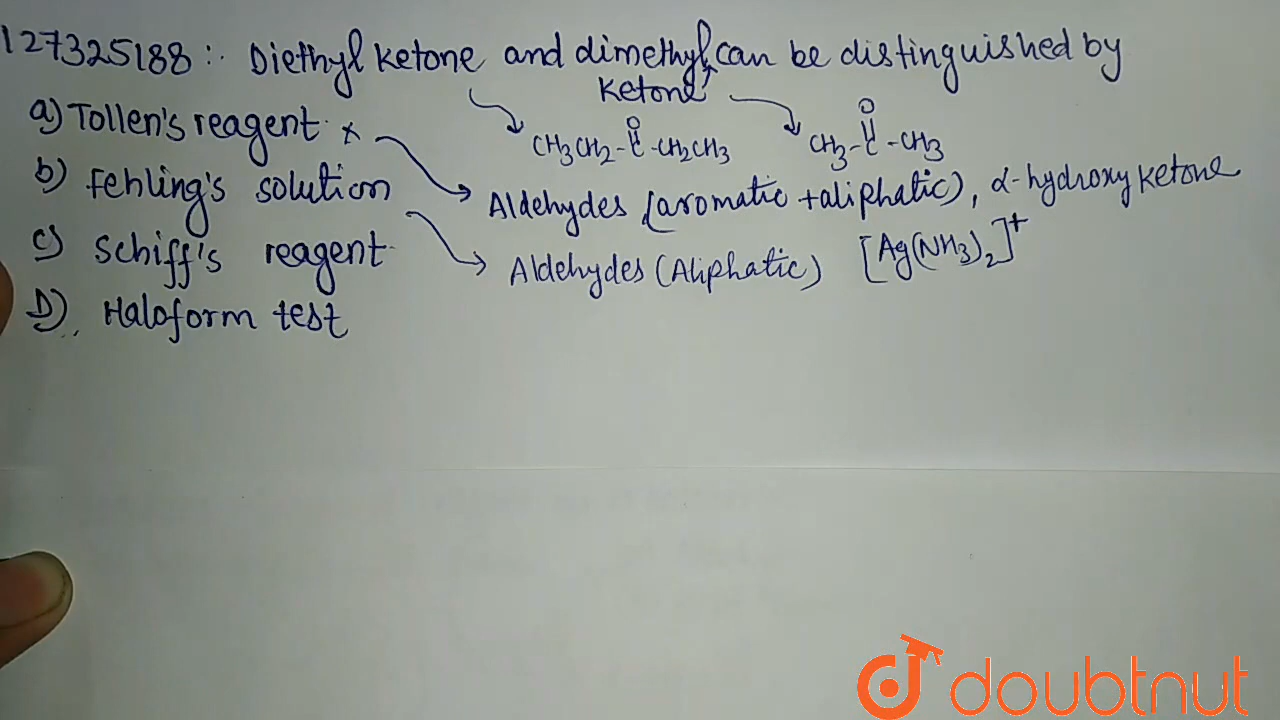 127325188:. Diethyl ketone and dimethyl can be distinguished by
ketone
a) Tollen's reagent. x
CH3CH2-C-CH2CH3
O
CH3-C-CH3
O
b) Fehling's solution
Aldehydes (aromatic +aliphatic), α-hydroxy ketone
c) Schiff's reagent
Aldehydes (Aliphatic) [Ag(NH3)2]+
D) Haloform test
doubtnut